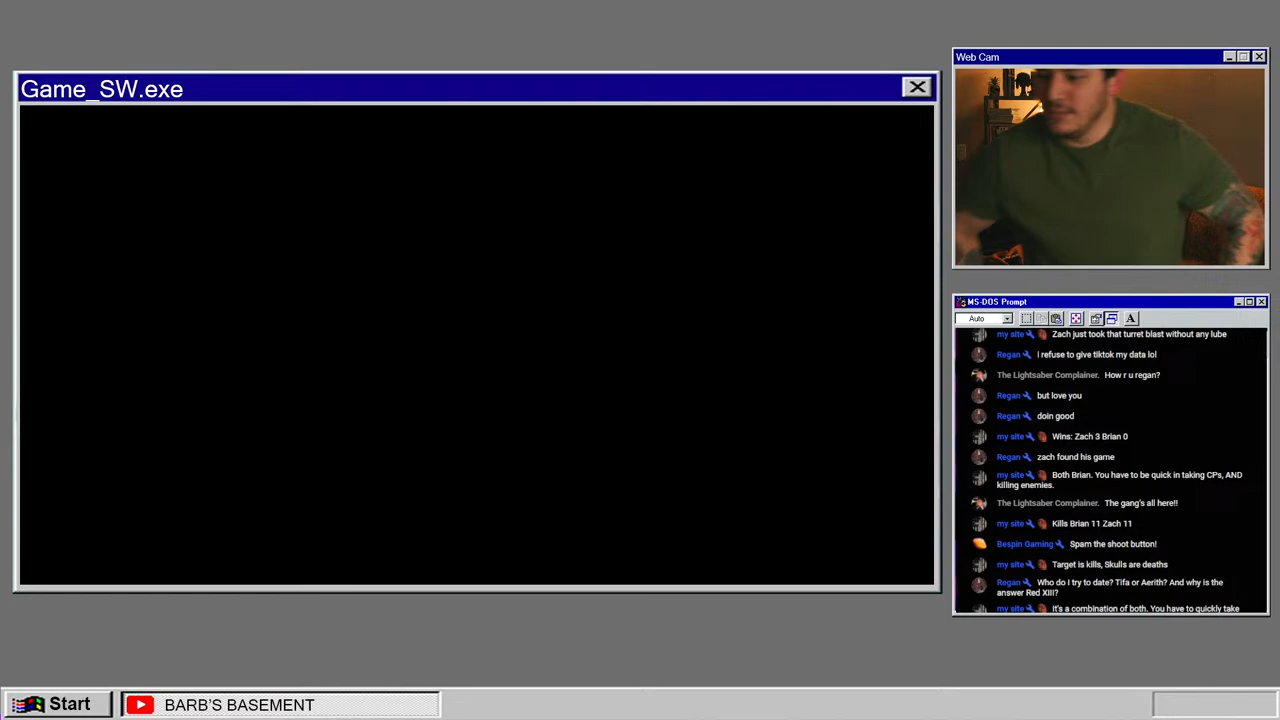 Game_SW.exe
Web Cam
MS-DOS Prompt
Auto
A
my site Zach just took that turret blast without any lube
Regan i refuse to give tiktok my data lol
The Lightsaber Complainer. How r u regan?
Regan but love you
Regan doin good
my site Wins: Zach 3 Brian 0
Regan zach found his game
my site Both Brian. You have to be quick in taking CPs, AND
killing enemies.
The Lightsaber Complainer. The gang's all here!!
my site Kills Brian 11 Zach 11
Bespin Gaming Spam the shoot button!
my site Target is kills, Skulls are deaths
Regan Who do I try to date? Tifa or Aerith? And why is the
answer Red XIII?
my site It's a combination of both. You have to quickly take
Start
BARB'S BASEMENT